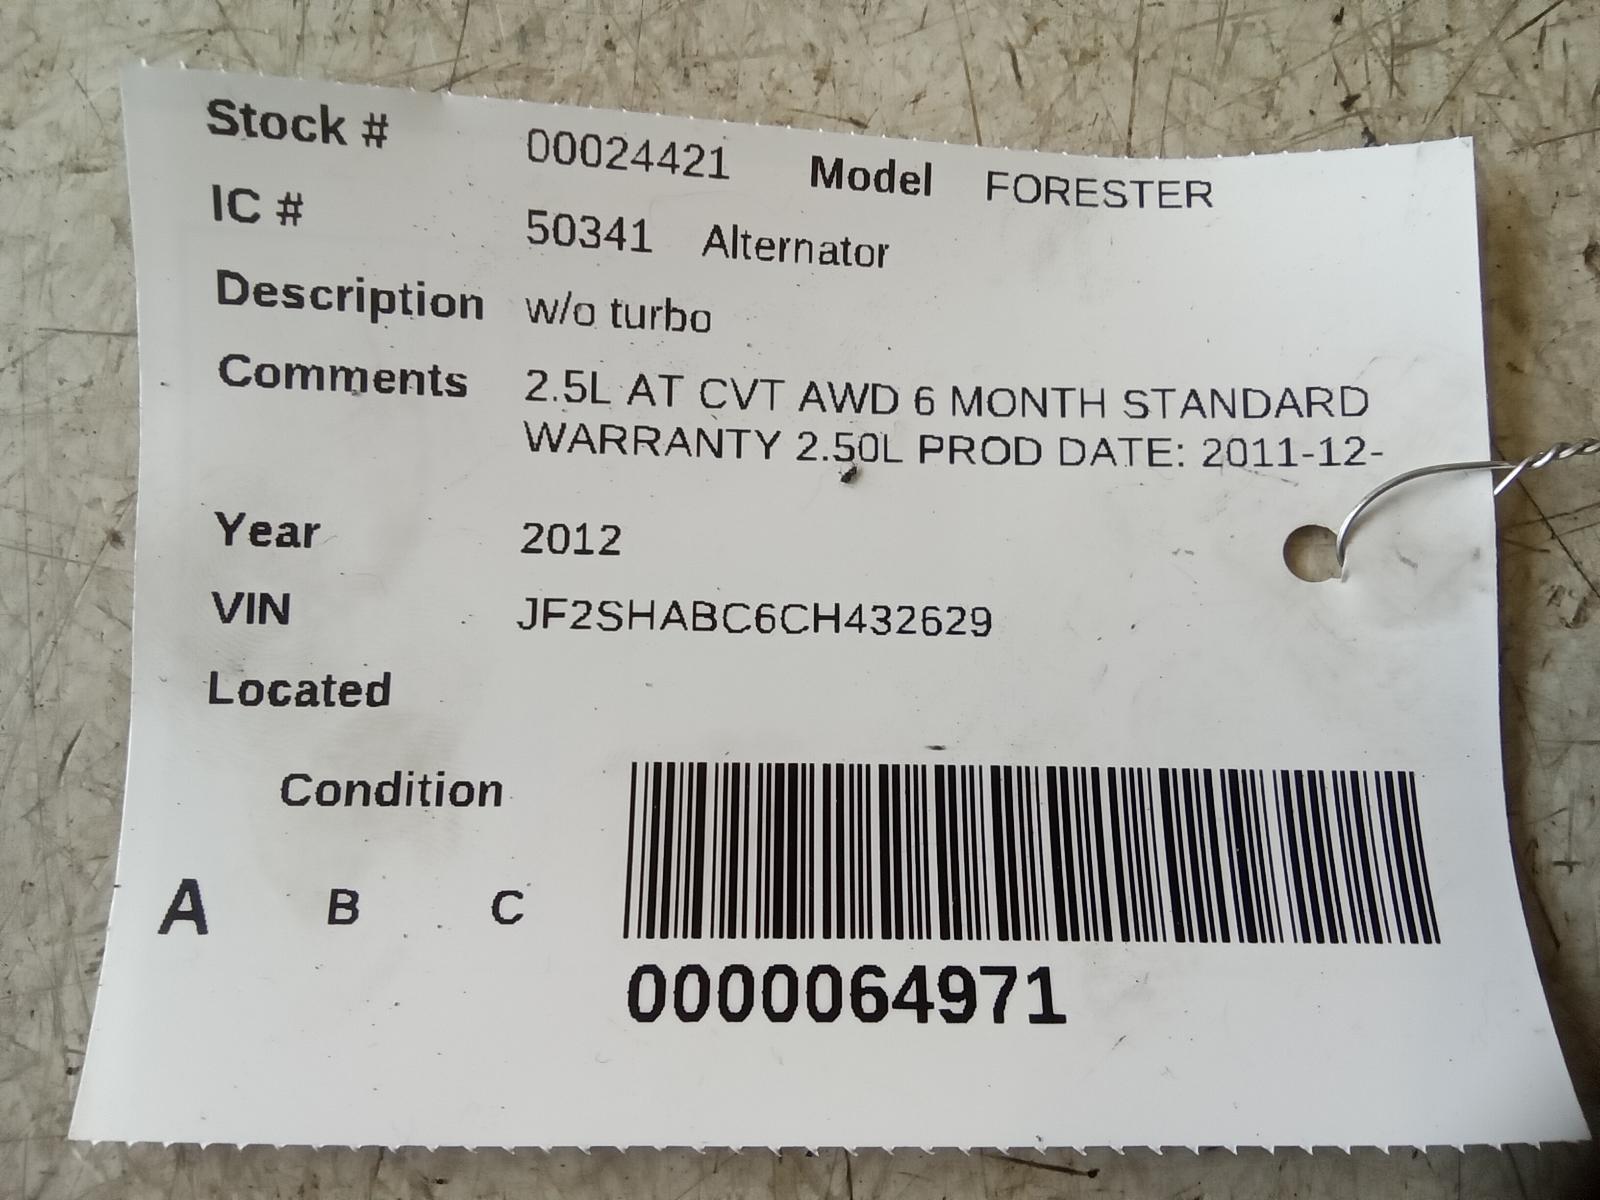 Stock # 00024421 Model FORESTER
IC # 50341 Alternator
Description w/o turbo
Comments 2.5L AT CVT AWD 6 MONTH STANDARD
WARRANTY 2.50L PROD DATE: 2011-12-
Year 2012
VIN JF2SHABC6CH432629
Located
Condition
A B C
0000064971